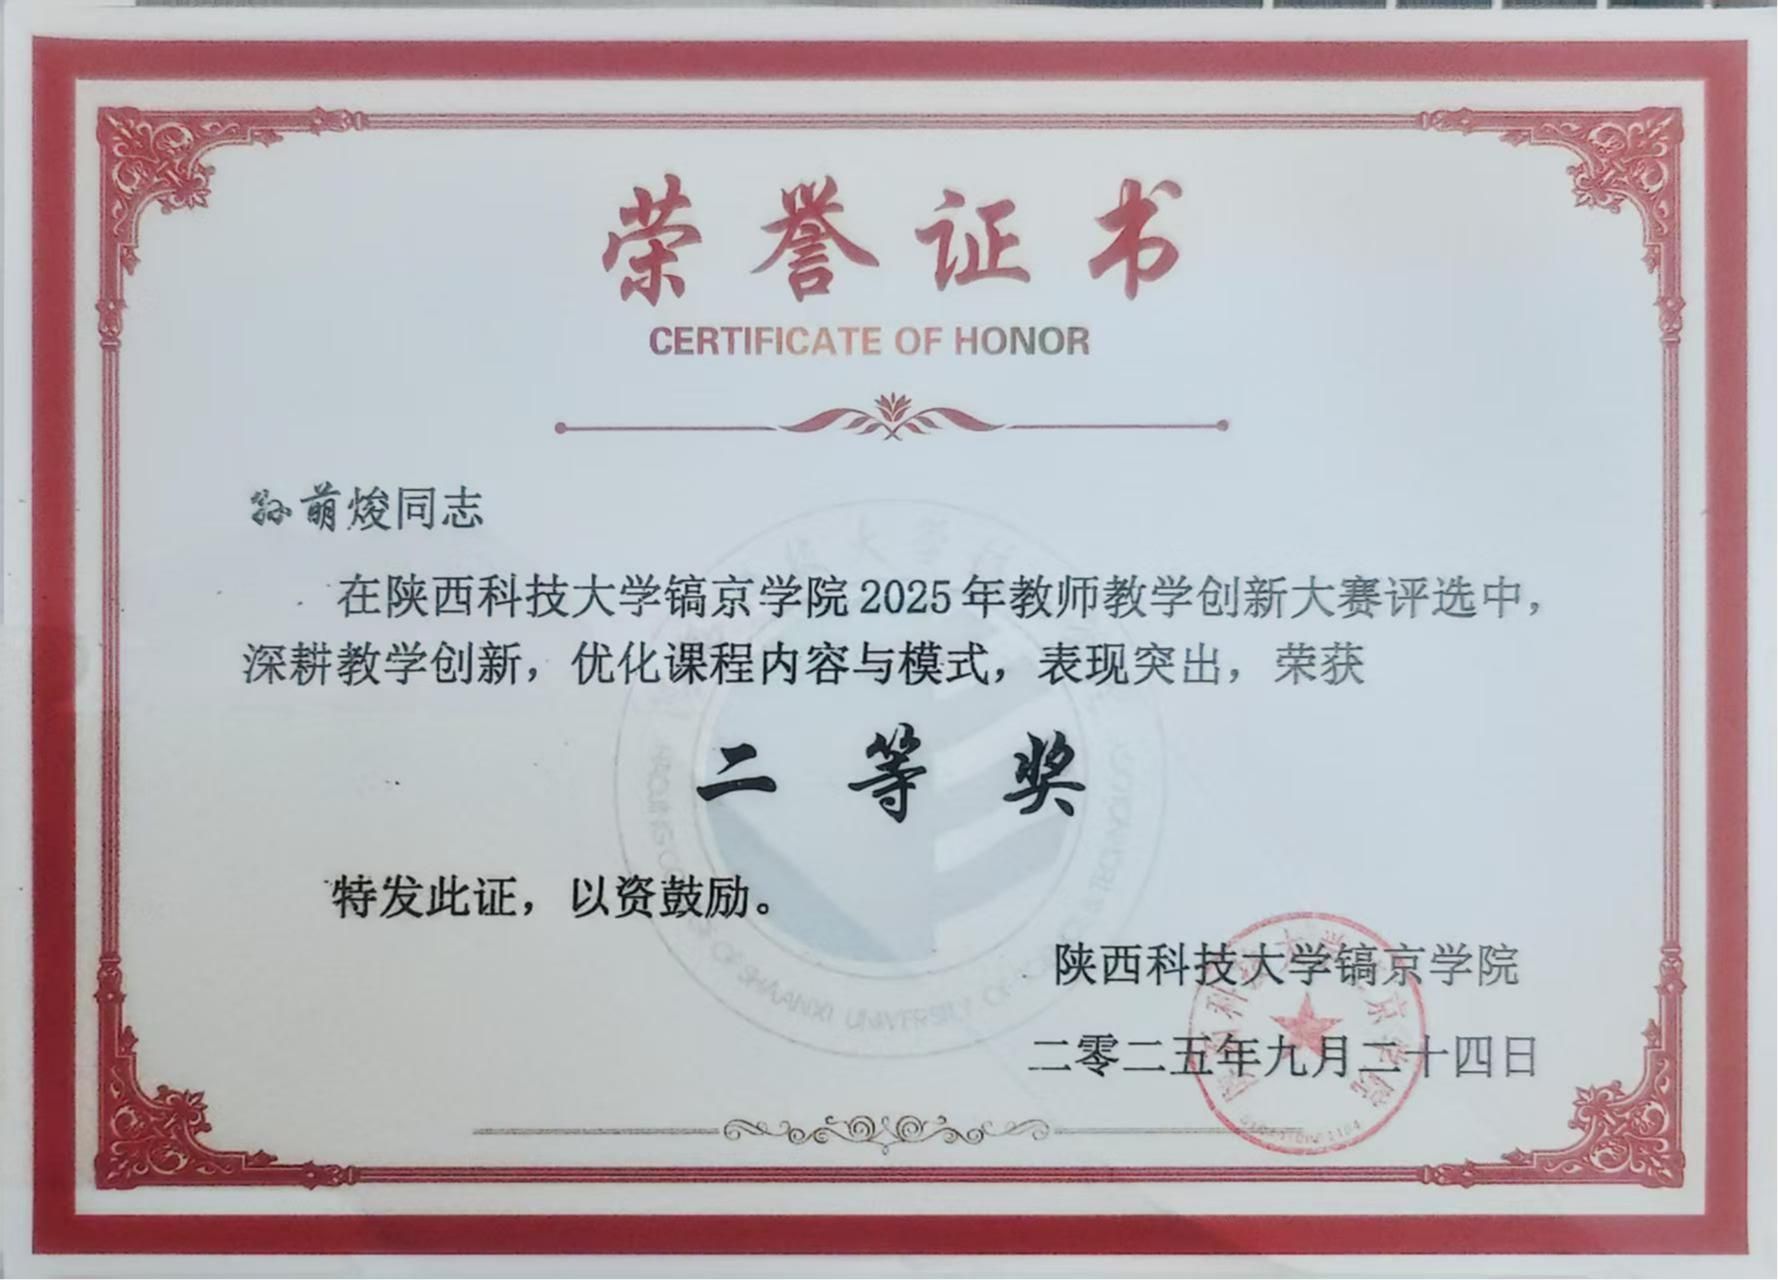 荣誉证书
CERTIFICATE OF HONOR
孙萌焌同志
在陕西科技大学镐京学院2025年教师教学创新大赛评选中，
深耕教学创新，优化课程内容与模式，表现突出，荣获
二等奖
特发此证，以资鼓励。
陕西科技大学镐京学院
二零二五年九月二十四日